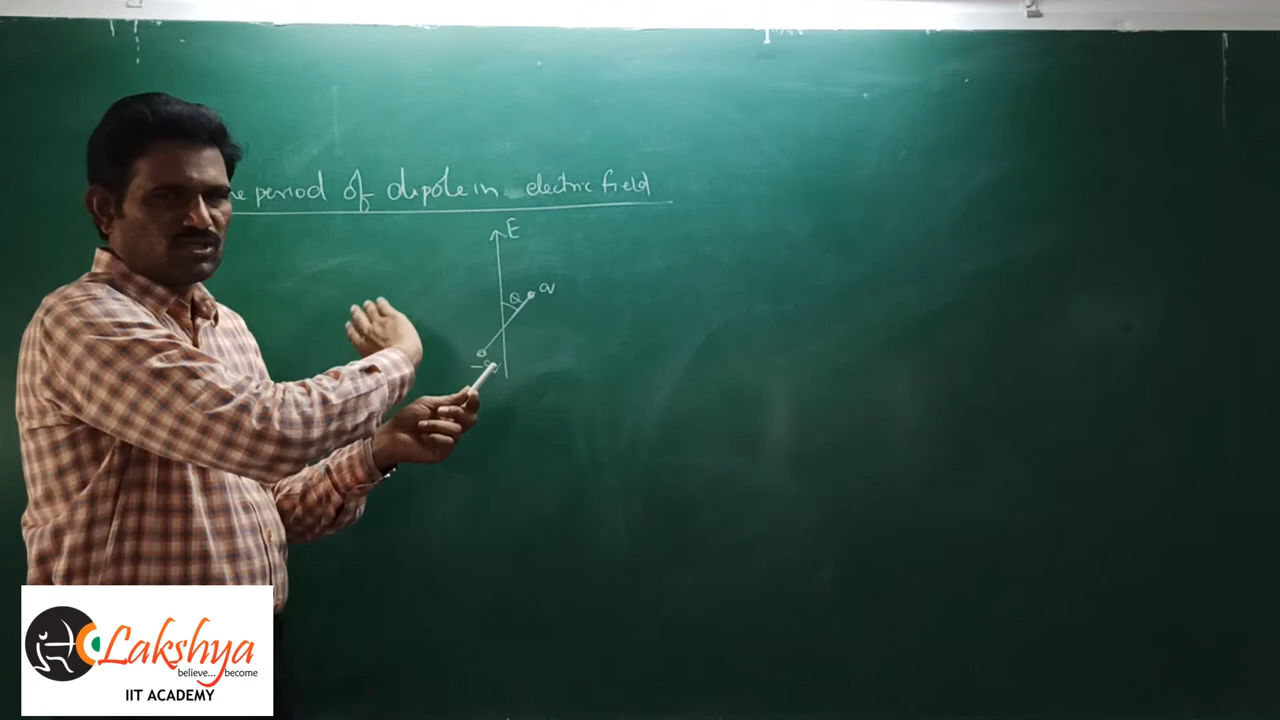 period of dipole in electric field
E
θ q
Lakshya
believe... become
IIT ACADEMY